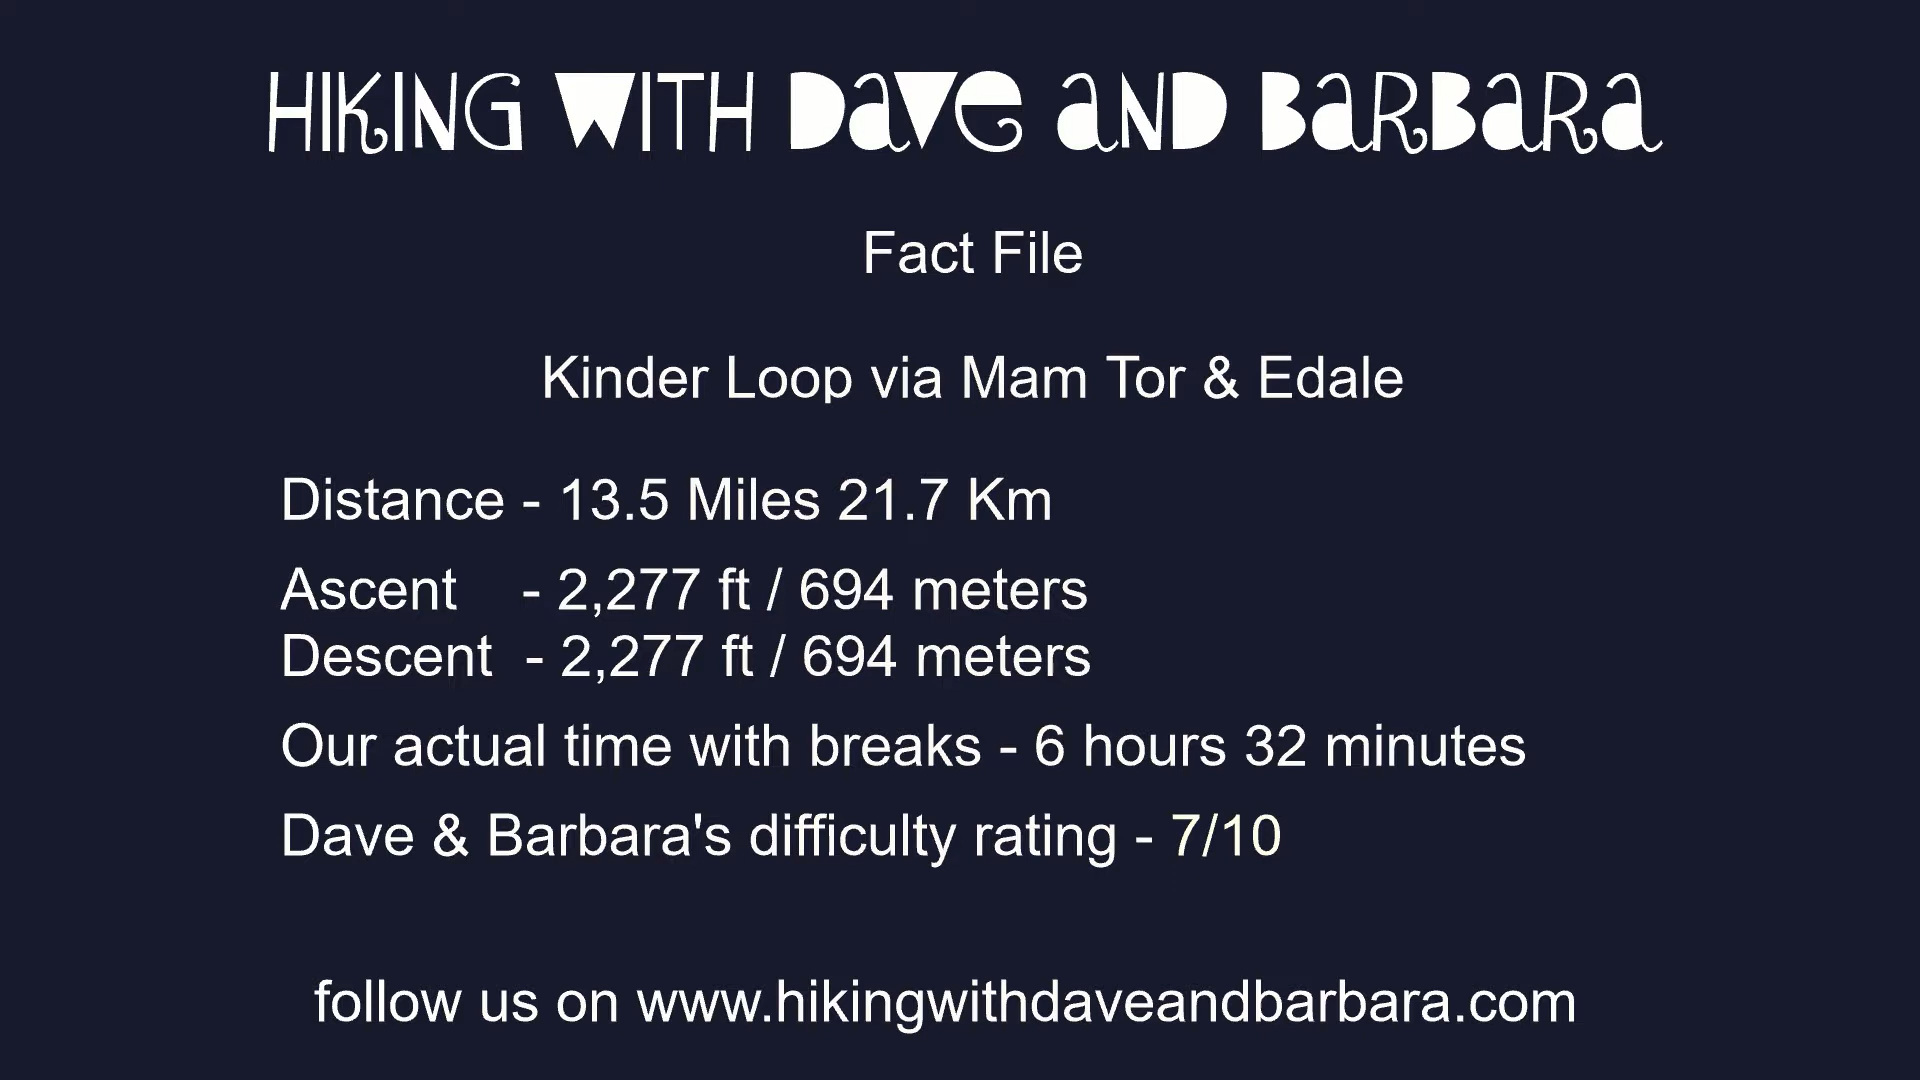 HIKING WITH Dave aND BaRBaRa
Fact File
Kinder Loop via Mam Tor & Edale
Distance - 13.5 Miles 21.7 Km
Ascent - 2,277 ft / 694 meters
Descent - 2,277 ft / 694 meters
Our actual time with breaks - 6 hours 32 minutes
Dave & Barbara's difficulty rating - 7/10
follow us on www.hikingwithdaveandbarbara.com